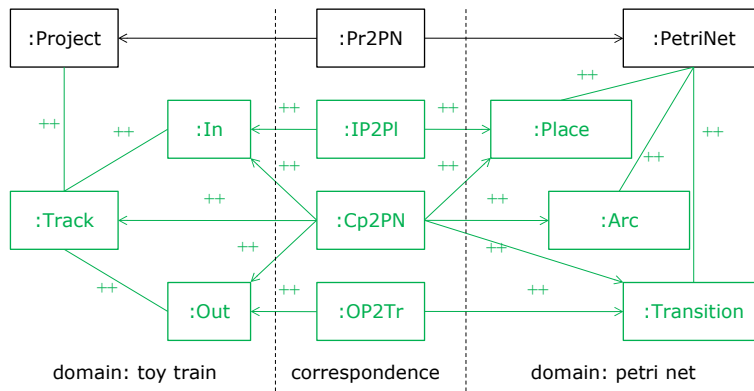 :Project
:Pr2PN
:PetriNet
++
++
++
++
++
++
:In
:IP2Pl
:Place
++
++
++
++
:Track
++
:Cp2PN
++
:Arc
++
++
++
++
++
:Out
:OP2Tr
:Transition
domain: toy train
correspondence
domain: petri net